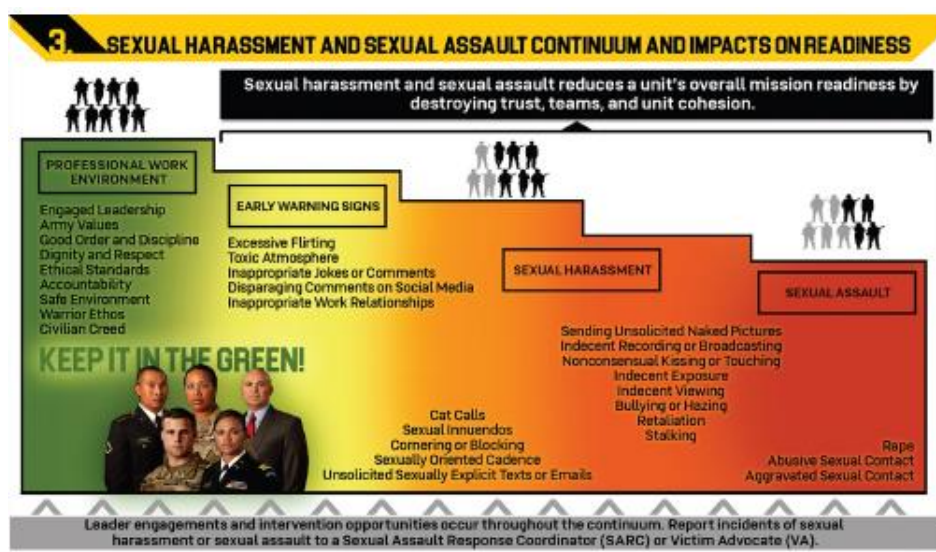 3. SEXUAL HARASSMENT AND SEXUAL ASSAULT CONTINUUM AND IMPACTS ON READINESS
Sexual harassment and sexual assault reduces a unit's overall mission readiness by
destroying trust, teams, and unit cohesion.
PROFESSIONAL WORK
ENVIRONMENT
Engaged Leadership
Army Values
Good Order and Discipline
Dignity and Respect
Ethical Standards
Accountability
Safe Environment
Warrior Ethos
Civilian Creed
KEEP IT IN THE GREEN!
EARLY WARNING SIGNS
Excessive Flirting
Toxic Atmosphere
Inappropriate Jokes or Comments
Disparaging Comments on Social Media
Inappropriate Work Relationships
Cat Calls
Sexual Innuendos
Cornering or Blocking
Sexually Oriented Cadence
Unsolicited Sexually Explicit Texts or Emails
SEXUAL HARASSMENT
Sending Unsolicited Naked Pictures
Indecent Recording or Broadcasting
Nonconsensual Kissing or Touching
Indecent Exposure
Indecent Viewing
Bullying or Hazing
Retaliation
Stalking
SEXUAL ASSAULT
Rape
Abusive Sexual Contact
Aggravated Sexual Contact
Leader engagements and intervention opportunities occur throughout the continuum. Report incidents of sexual
harassment or sexual assault to a Sexual Assault Response Coordinator (SARC) or Victim Advocate (VA).